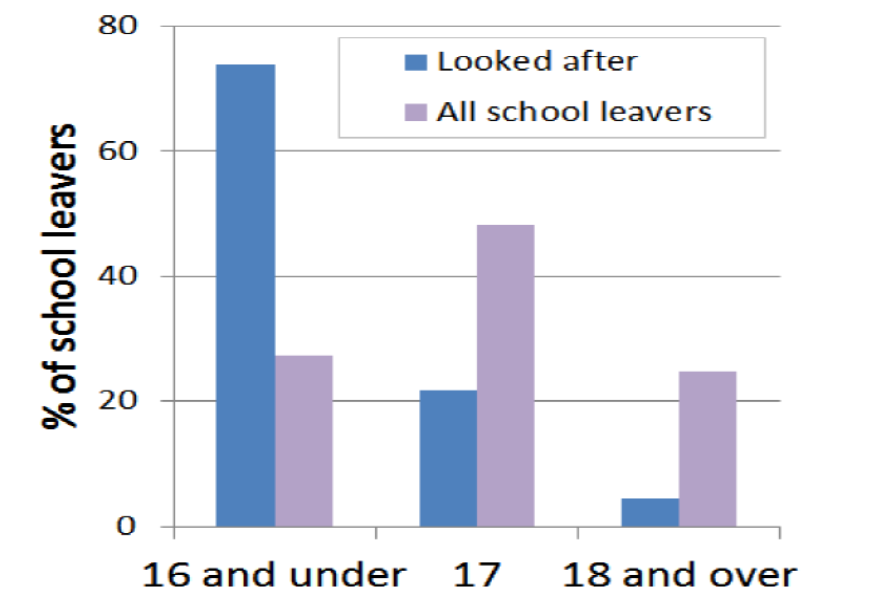 80
Looked after
All school leavers
60
% of school leavers
40
20
0
16 and under 17 18 and over